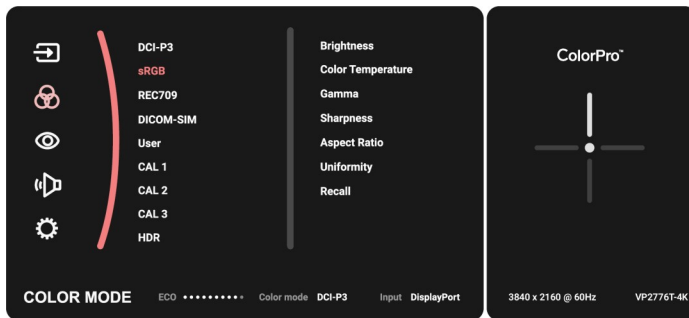 DCI-P3
sRGB
REC709
DICOM-SIM
User
CAL 1
CAL 2
CAL 3
HDR
Brightness
Color Temperature
Gamma
Sharpness
Aspect Ratio
Uniformity
Recall
ColorPro™
COLOR MODE ECO Color mode DCI-P3 Input DisplayPort
3840 x 2160 @ 60Hz VP2776T-4K